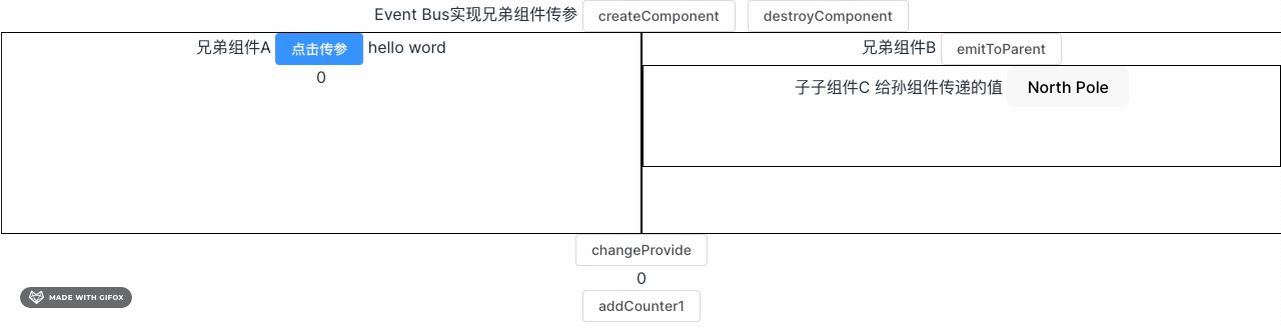 Event Bus实现兄弟组件传参 createComponent destroyComponent
兄弟组件A 点击传参 hello word
0
兄弟组件B emitToParent
子子组件C 给孙组件传递的值 North Pole
changeProvide
0
addCounter1
MADE WITH GIFOX